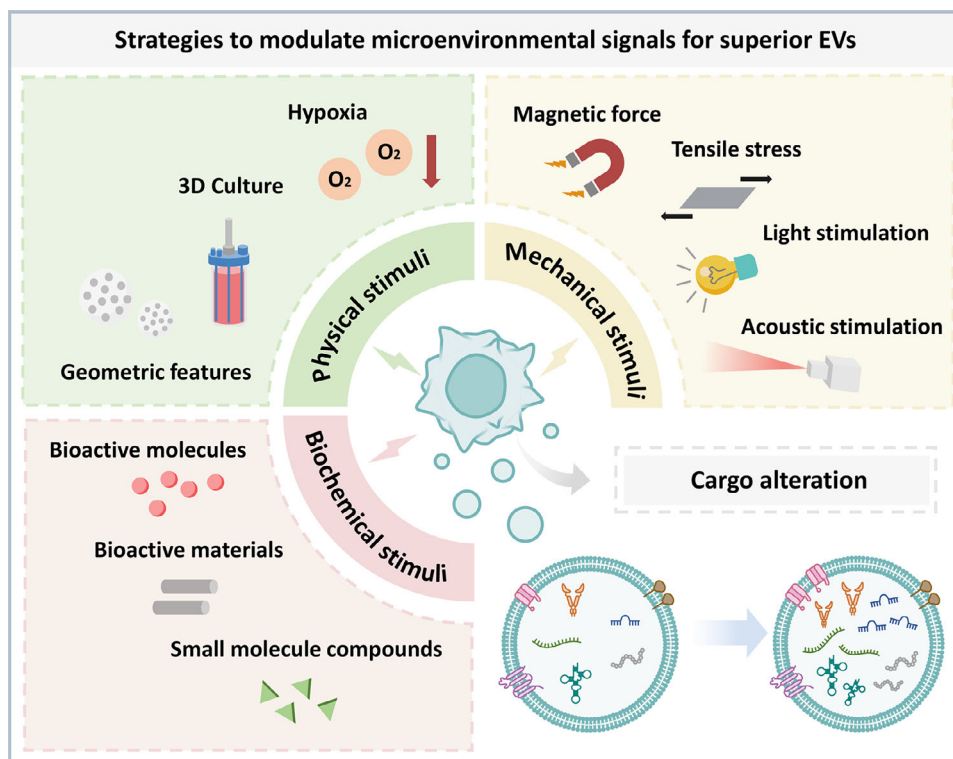 Strategies to modulate microenvironmental signals for superior EVs
Hypoxia
O2
O2
3D Culture
Geometric features
Physical stimuli
Magnetic force
Tensile stress
Light stimulation
Acoustic stimulation
Mechanical stimuli
Bioactive molecules
Bioactive materials
Small molecule compounds
Biochemical stimuli
Cargo alteration